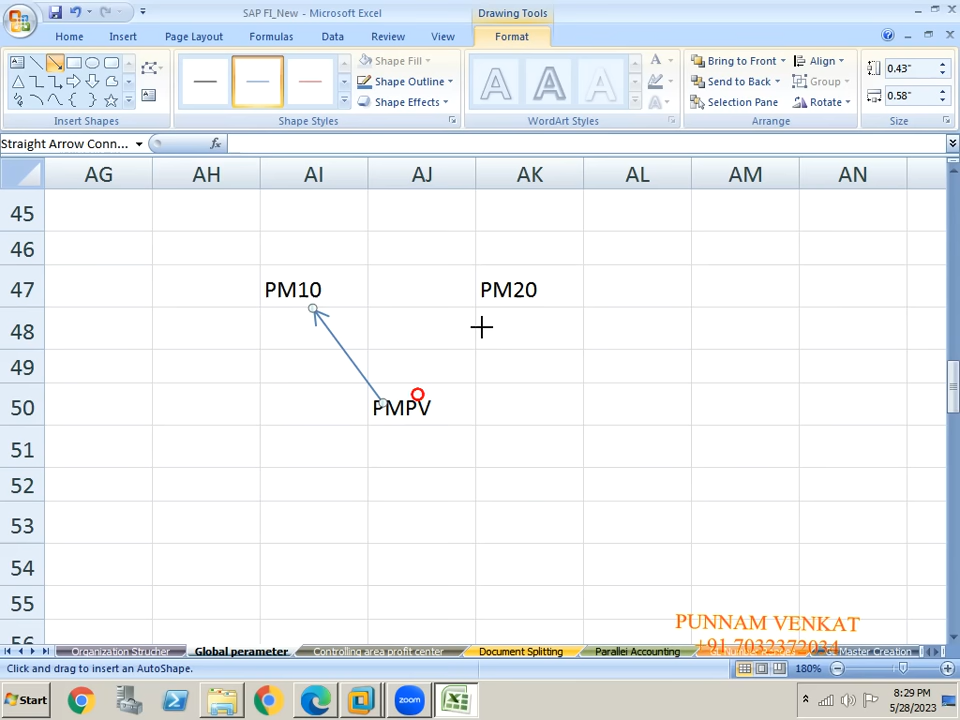 SAP FI_New - Microsoft Excel
Drawing Tools
Home Insert Page Layout Formulas Data Review View Format
Shape Fill
Shape Outline
Shape Effects
Bring to Front
Send to Back
Selection Pane
Align
Group
Rotate
0.43"
0.58"
Insert Shapes Shape Styles WordArt Styles Arrange Size
Straight Arrow Conn... fx
AG AH AI AJ AK AL AM AN
45
46
47 PM10 PM20
48
49
50 PMPV
51
52
53
54
55
56
PUNNAM VENKAT
+91 7032372034
Organization Strucher Global perameter Controlling area profit center Document Splitting Parallei Accounting Master Creation
Click and drag to insert an AutoShape. 180%
Start
8:29 PM
5/28/2023